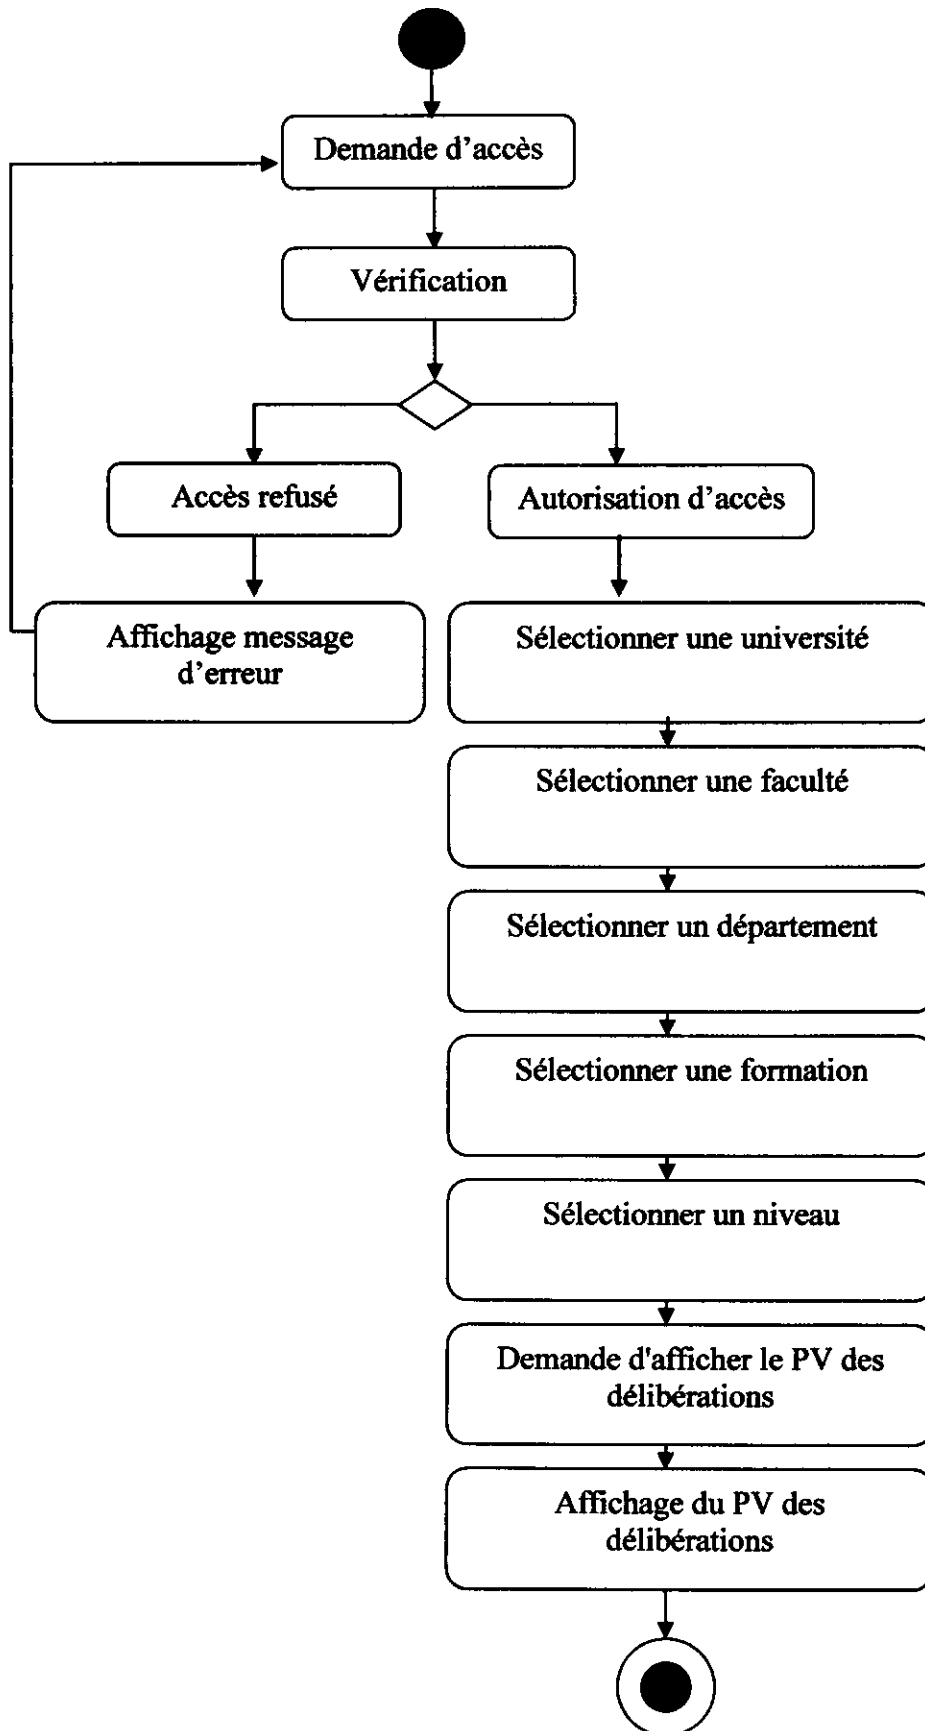 Demande d’accès
Vérification
Accès refusé
Autorisation d’accès
Affichage message
d’erreur
Sélectionner une université
Sélectionner une faculté
Sélectionner un département
Sélectionner une formation
Sélectionner un niveau
Demande d'afficher le PV des
délibérations
Affichage du PV des
délibérations